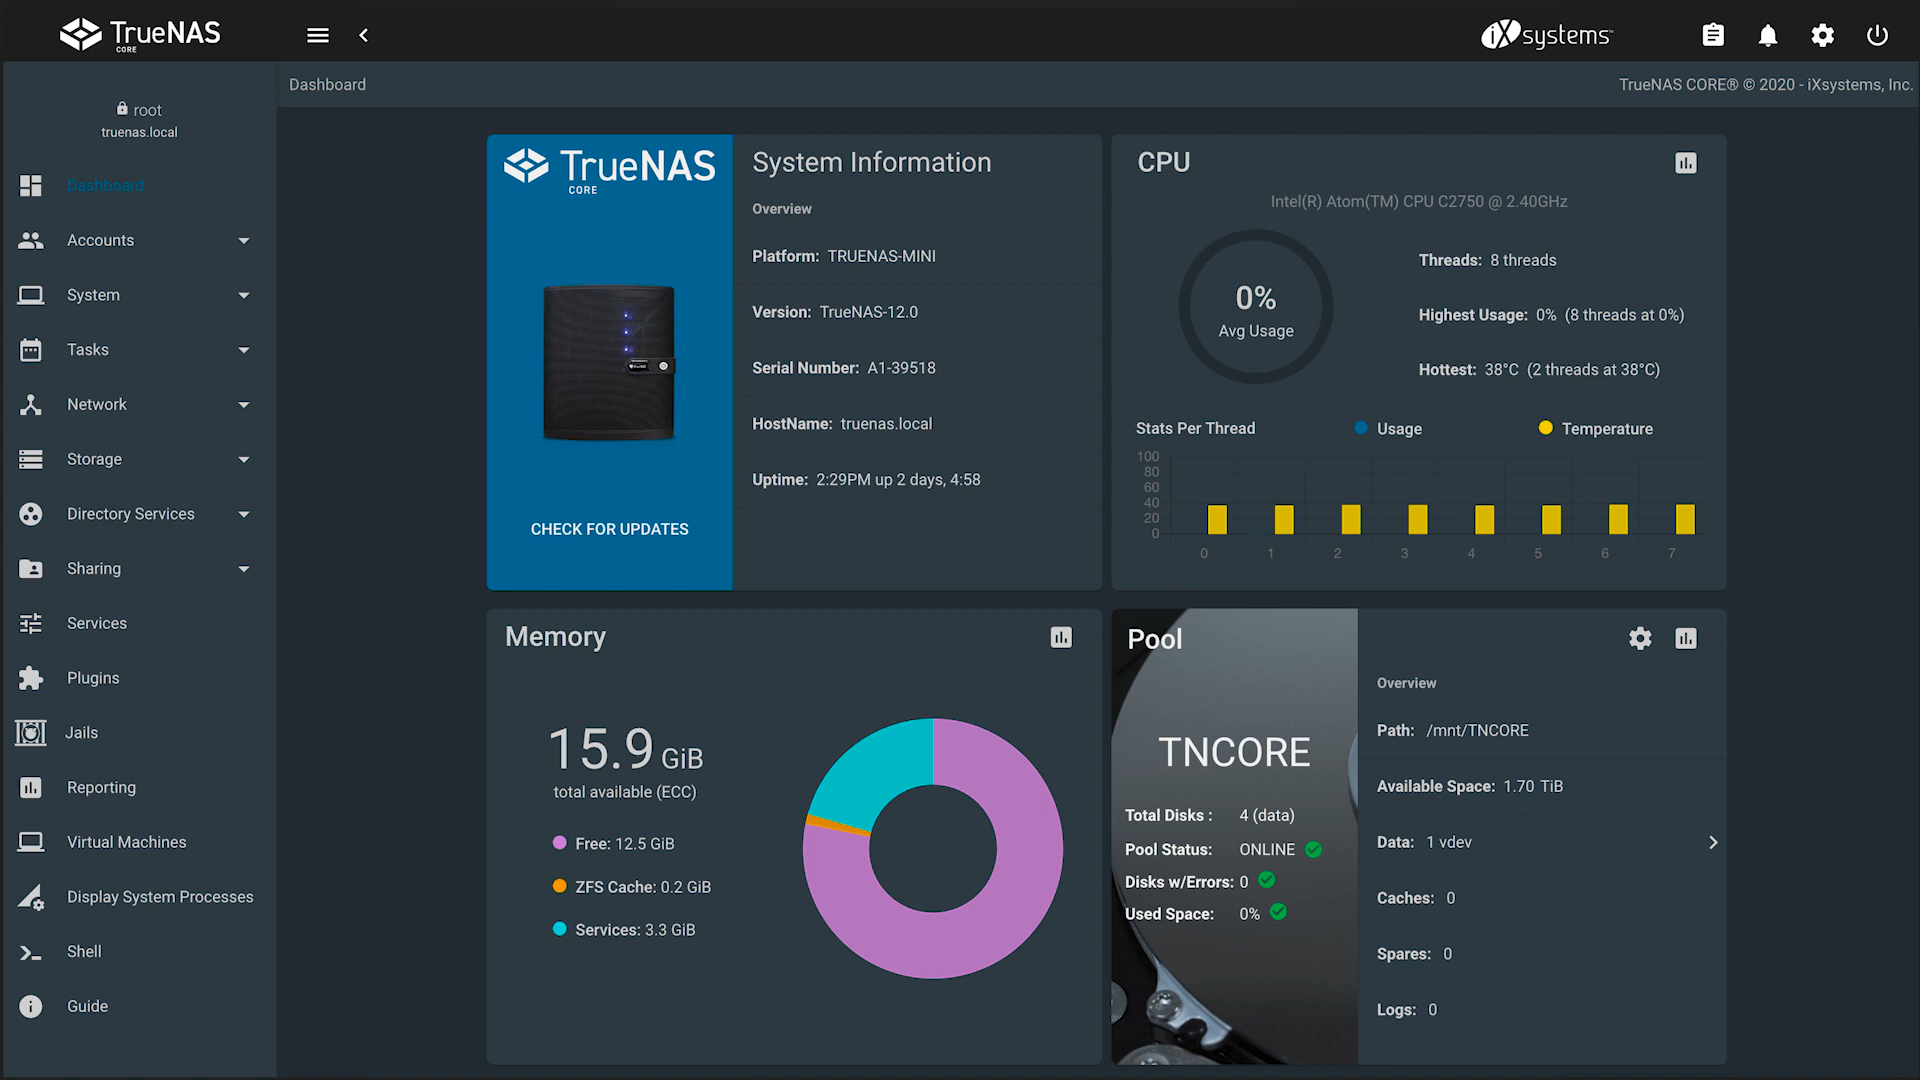 TrueNAS
CORE
iXsystems™
Dashboard
TrueNAS CORE® © 2020 - iXsystems, Inc.
root
truenas.local
Dashboard
Accounts
System
Tasks
Network
Storage
Directory Services
Sharing
Services
Plugins
Jails
Reporting
Virtual Machines
Display System Processes
Shell
Guide
TrueNAS
CORE
CHECK FOR UPDATES
System Information
Overview
Platform: TRUENAS-MINI
Version: TrueNAS-12.0
Serial Number: A1-39518
HostName: truenas.local
Uptime: 2:29PM up 2 days, 4:58
CPU
Intel(R) Atom(TM) CPU C2750 @ 2.40GHz
0%
Avg Usage
Threads: 8 threads
Highest Usage: 0% (8 threads at 0%)
Hottest: 38°C (2 threads at 38°C)
Stats Per Thread Usage Temperature
100
80
60
40
20
0
0 1 2 3 4 5 6 7
Memory
15.9 GiB
total available (ECC)
Free: 12.5 GiB
ZFS Cache: 0.2 GiB
Services: 3.3 GiB
Pool
TNCORE
Total Disks : 4 (data)
Pool Status: ONLINE
Disks w/Errors: 0
Used Space: 0%
Overview
Path: /mnt/TNCORE
Available Space: 1.70 TiB
Data: 1 vdev
Caches: 0
Spares: 0
Logs: 0